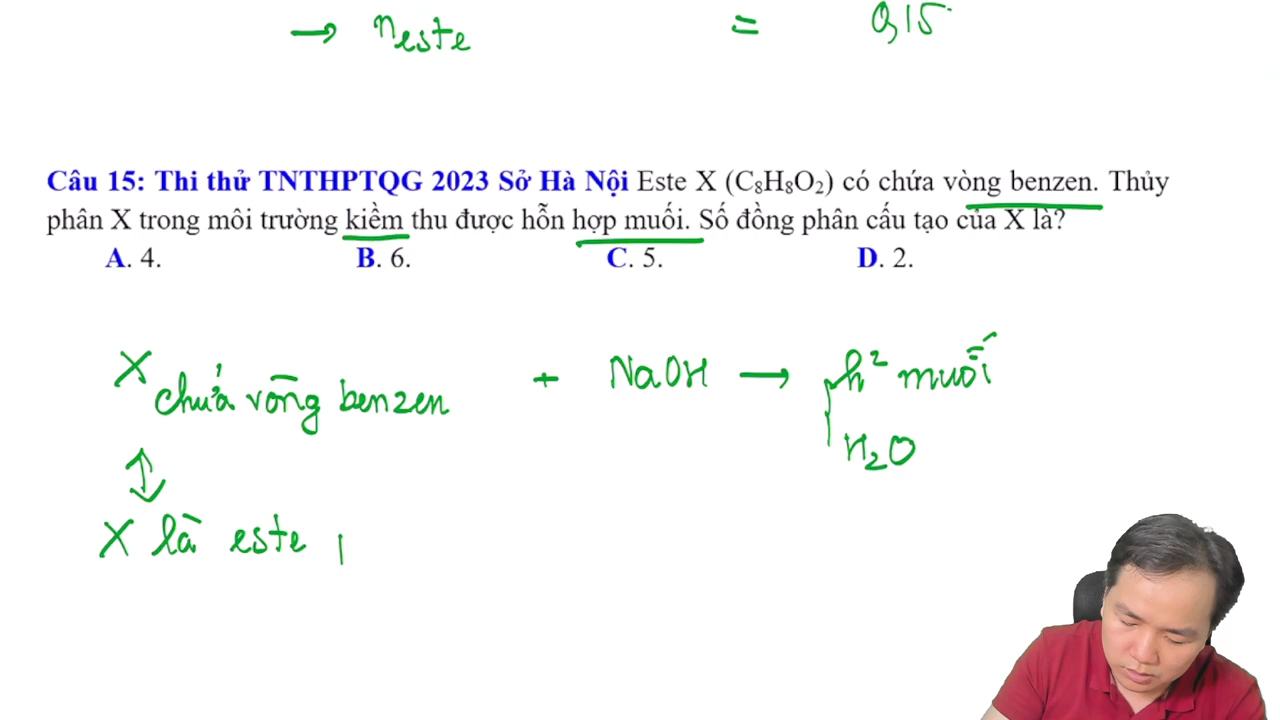 → neste = 0,15
Câu 15: Thi thử TNTHPTQG 2023 Sở Hà Nội Este X (C₈H₈O₂) có chứa vòng benzen. Thủy
phân X trong môi trường kiềm thu được hỗn hợp muối. Số đồng phân cấu tạo của X là?
A. 4. B. 6. C. 5. D. 2.
X chứa vòng benzen + NaOH → h² muối
H₂O
X là este